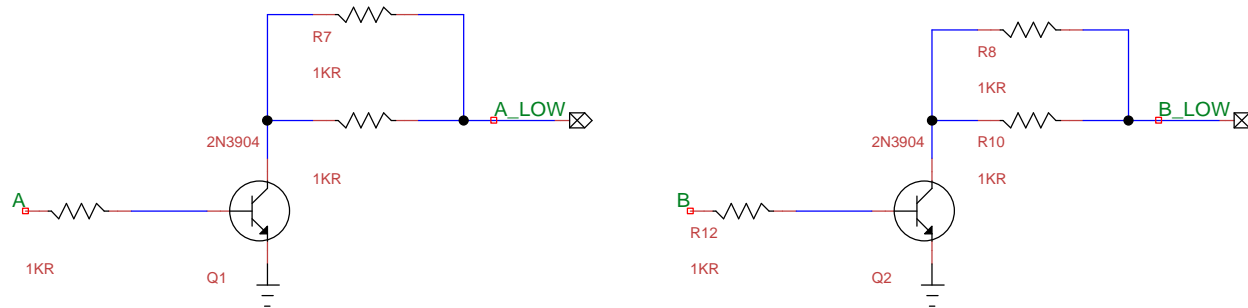 R7
1KR
A_LOW
2N3904
1KR
A
1KR
Q1
R8
1KR
B_LOW
2N3904
R10
1KR
B
R12
1KR
Q2